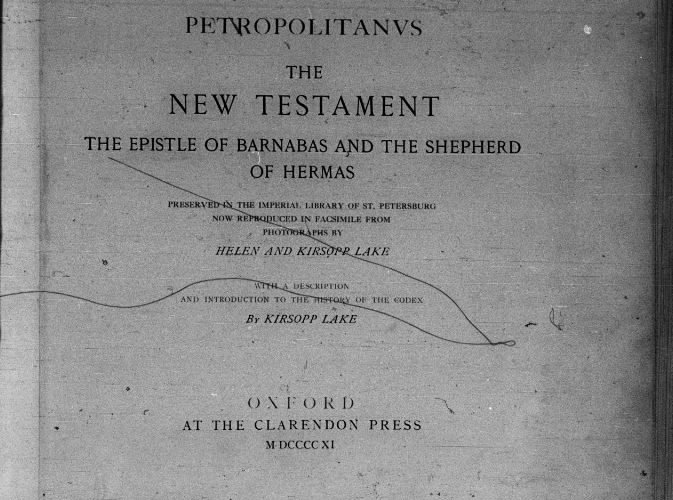 PETROPOLITANVS
THE
NEW TESTAMENT
THE EPISTLE OF BARNABAS AND THE SHEPHERD
OF HERMAS
PRESERVED IN THE IMPERIAL LIBRARY OF ST. PETERSBURG
NOW REPRODUCED IN FACSIMILE FROM
PHOTOGRAPHS BY
HELEN AND KIRSOPP LAKE
WITH A DESCRIPTION
AND INTRODUCTION TO THE HISTORY OF THE CODEX
By KIRSOPP LAKE
OXFORD
AT THE CLARENDON PRESS
M DCCCC XI